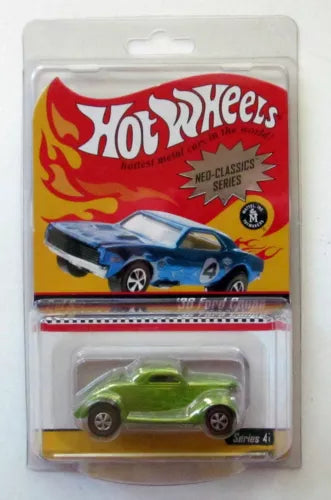 HOT WHEELS
hottest metal cars in the world!
NEO-CLASSICS
SERIES
4
'36 Ford Coupe
Series 4